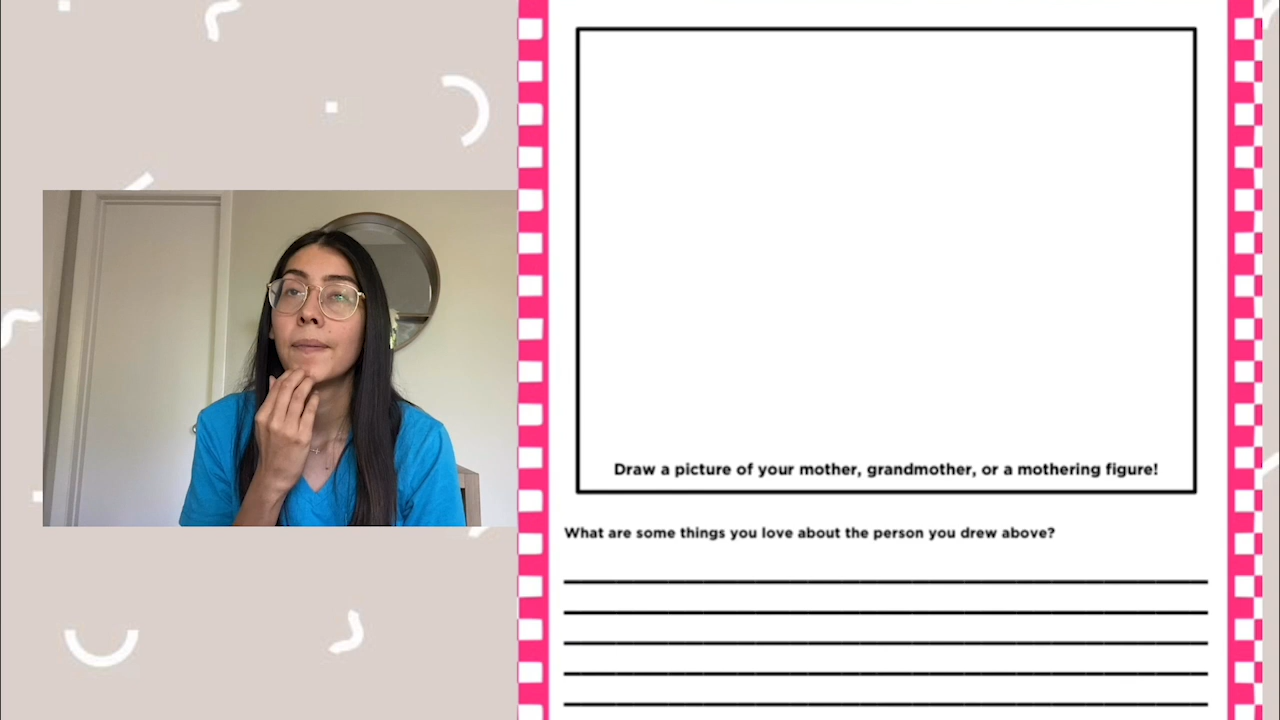 Draw a picture of your mother, grandmother, or a mothering figure!
What are some things you love about the person you drew above?